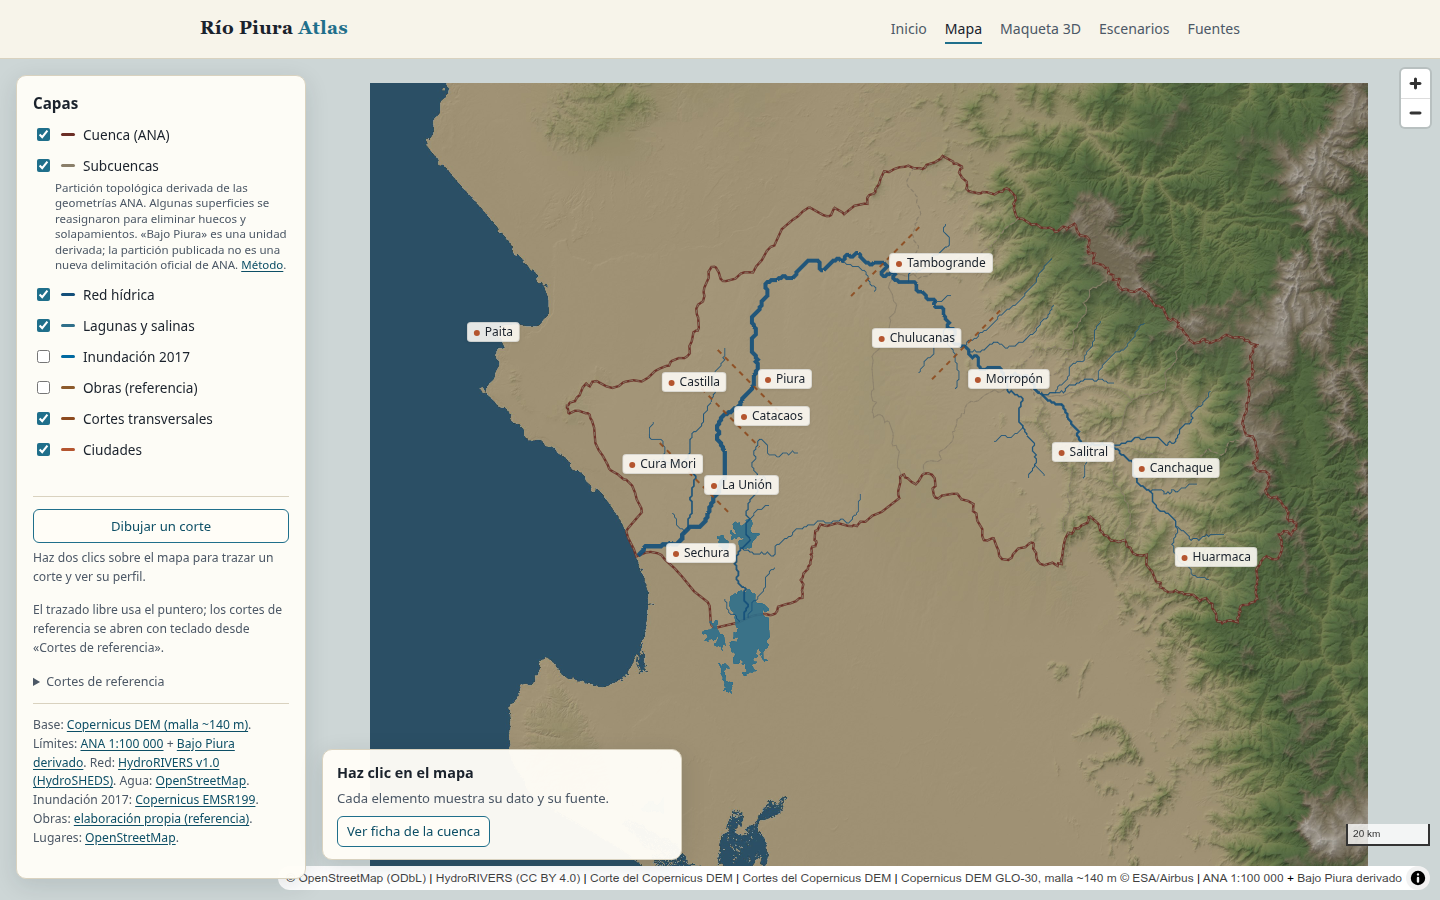 Río Piura Atlas
Inicio
Mapa
Maqueta 3D
Escenarios
Fuentes
Capas
Cuenca (ANA)
Subcuencas
Partición topológica derivada de las
geometrías ANA. Algunas superficies se
reasignaron para eliminar huecos y
solapamientos. «Bajo Piura» es una unidad
derivada; la partición publicada no es una
nueva delimitación oficial de ANA. Método.
Red hídrica
Lagunas y salinas
Inundación 2017
Obras (referencia)
Cortes transversales
Ciudades
Dibujar un corte
Haz dos clics sobre el mapa para trazar un
corte y ver su perfil.
El trazado libre usa el puntero; los cortes de
referencia se abren con teclado desde
«Cortes de referencia».
Cortes de referencia
Base: Copernicus DEM (malla ~140 m).
Límites: ANA 1:100 000 + Bajo Piura
derivado. Red: HydroRIVERS v1.0
(HydroSHEDS). Agua: OpenStreetMap.
Inundación 2017: Copernicus EMSR199.
Obras: elaboración propia (referencia).
Lugares: OpenStreetMap.
Tambogrande
Paita
Chulucanas
Castilla
Piura
Morropón
Catacaos
Salitral
Cura Mori
Canchaque
La Unión
Sechura
Huarmaca
Haz clic en el mapa
Cada elemento muestra su dato y su fuente.
Ver ficha de la cuenca
20 km
© OpenStreetMap (ODbL) | HydroRIVERS (CC BY 4.0) | Corte del Copernicus DEM | Cortes del Copernicus DEM | Copernicus DEM GLO-30, malla ~140 m © ESA/Airbus | ANA 1:100 000 + Bajo Piura derivado